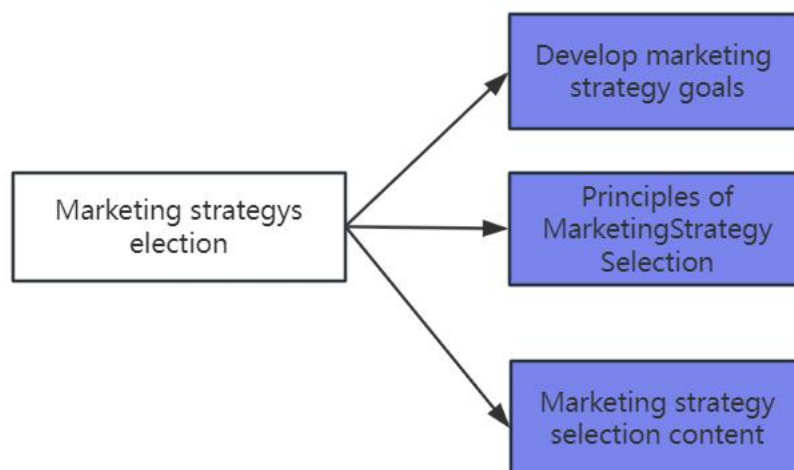 Develop marketing
strategy goals
Marketing strategys
election
Principles of
MarketingStrategy
Selection
Marketing strategy
selection content